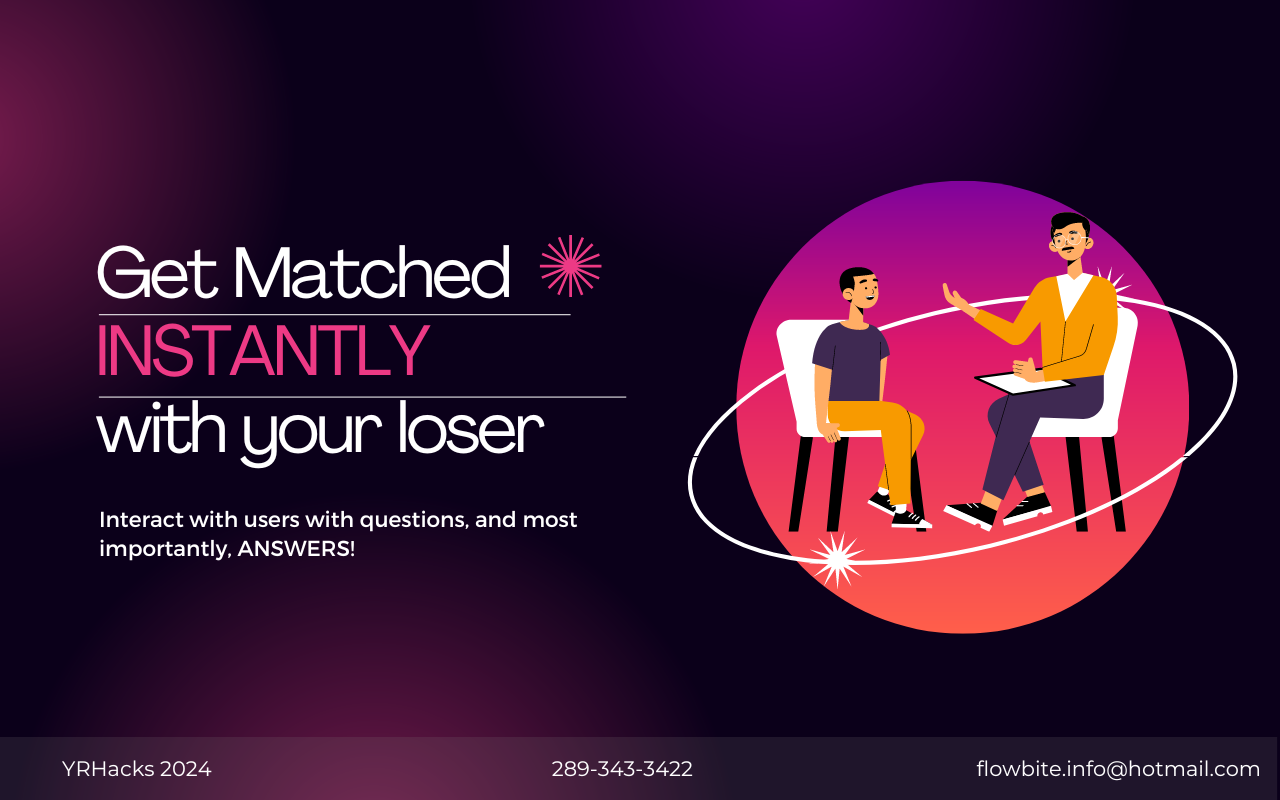 Get Matched
INSTANTLY
with your loser
Interact with users with questions, and most
importantly, ANSWERS!
YRHacks 2024
289-343-3422
flowbite.info@hotmail.com